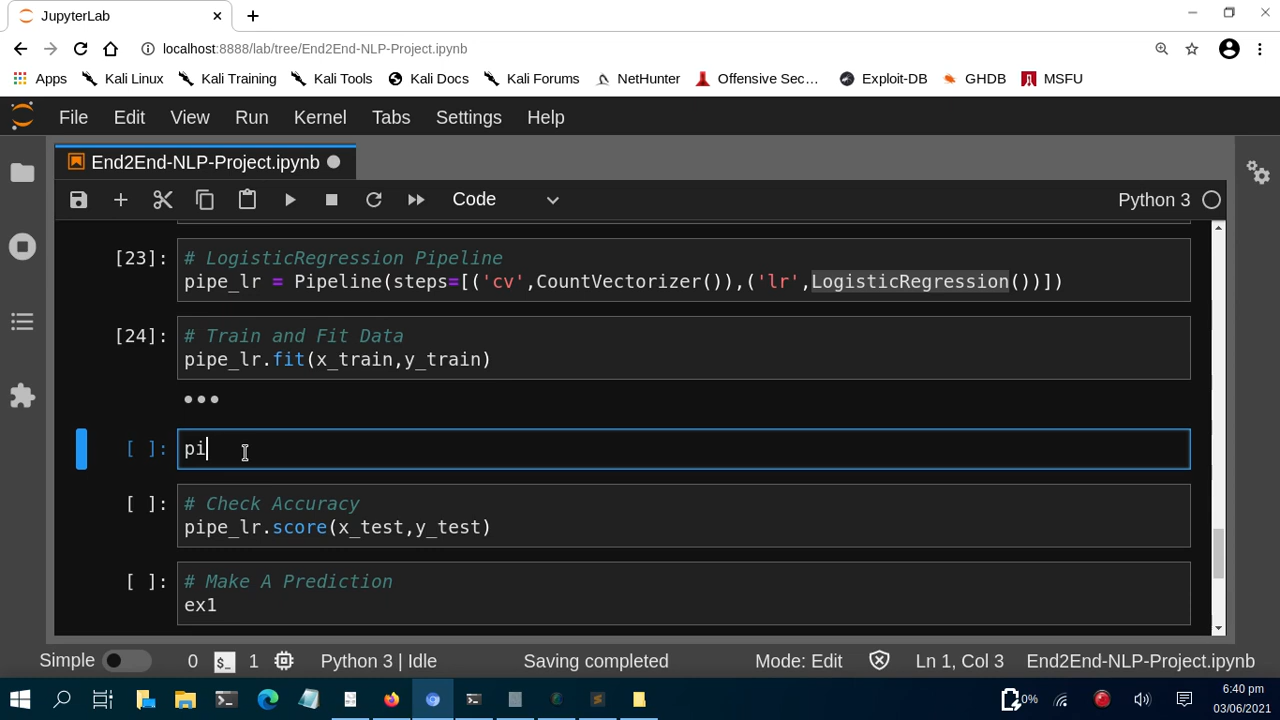 JupyterLab
localhost:8888/lab/tree/End2End-NLP-Project.ipynb
Apps Kali Linux Kali Training Kali Tools Kali Docs Kali Forums NetHunter Offensive Sec... Exploit-DB GHDB MSFU
File Edit View Run Kernel Tabs Settings Help
End2End-NLP-Project.ipynb
Code Python 3
[23]: # LogisticRegression Pipeline
pipe_lr = Pipeline(steps=[('cv',CountVectorizer()),('lr',LogisticRegression())])
[24]: # Train and Fit Data
pipe_lr.fit(x_train,y_train)
[ ]: pi
[ ]: # Check Accuracy
pipe_lr.score(x_test,y_test)
[ ]: # Make A Prediction
ex1
Simple 0 $_ 1 Python 3 | Idle Saving completed Mode: Edit Ln 1, Col 3 End2End-NLP-Project.ipynb
0% 6:40 pm
03/06/2021